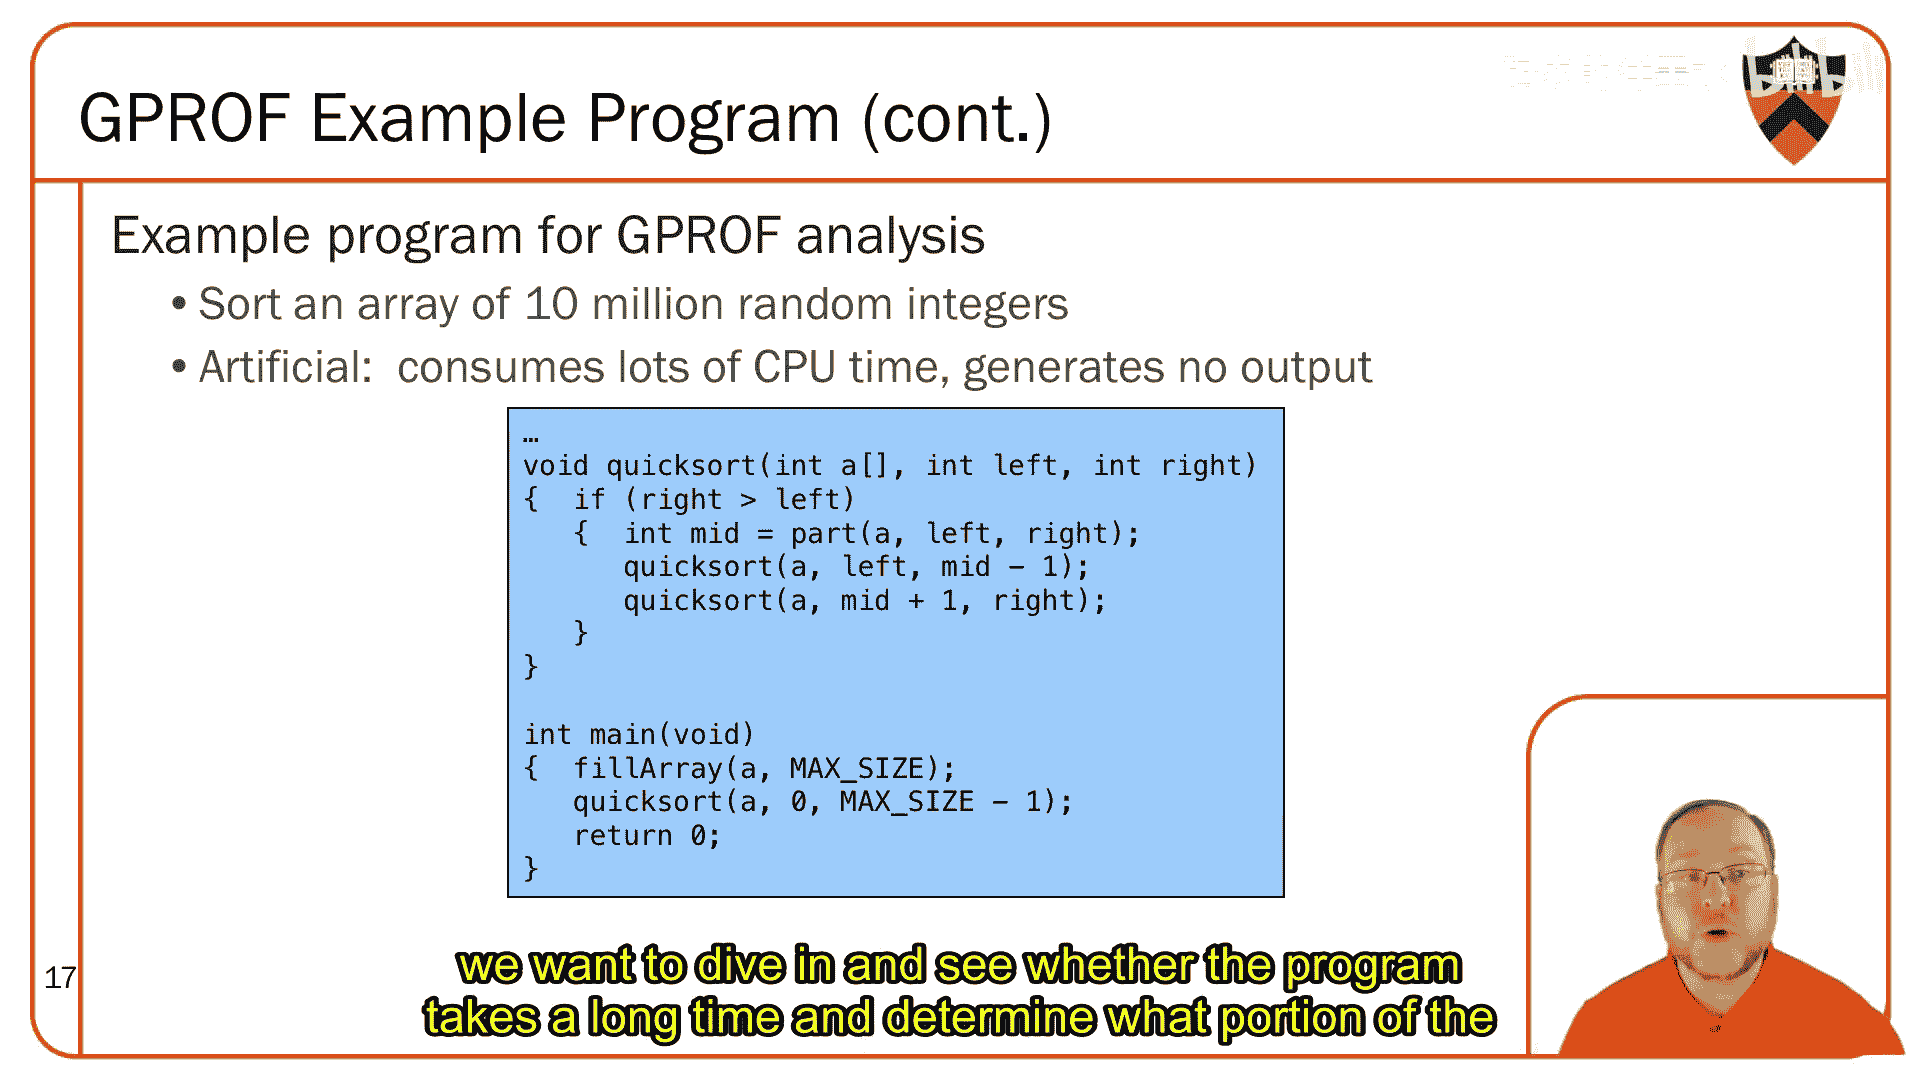 GPROF Example Program (cont.)
Example program for GPROF analysis
• Sort an array of 10 million random integers
• Artificial: consumes lots of CPU time, generates no output
…
void quicksort(int a[], int left, int right)
{  if (right > left)
   {  int mid = part(a, left, right);
      quicksort(a, left, mid - 1);
      quicksort(a, mid + 1, right);
   }
}
int main(void)
{  fillArray(a, MAX_SIZE);
   quicksort(a, 0, MAX_SIZE - 1);
   return 0;
}
17
we want to dive in and see whether the program
takes a long time and determine what portion of the